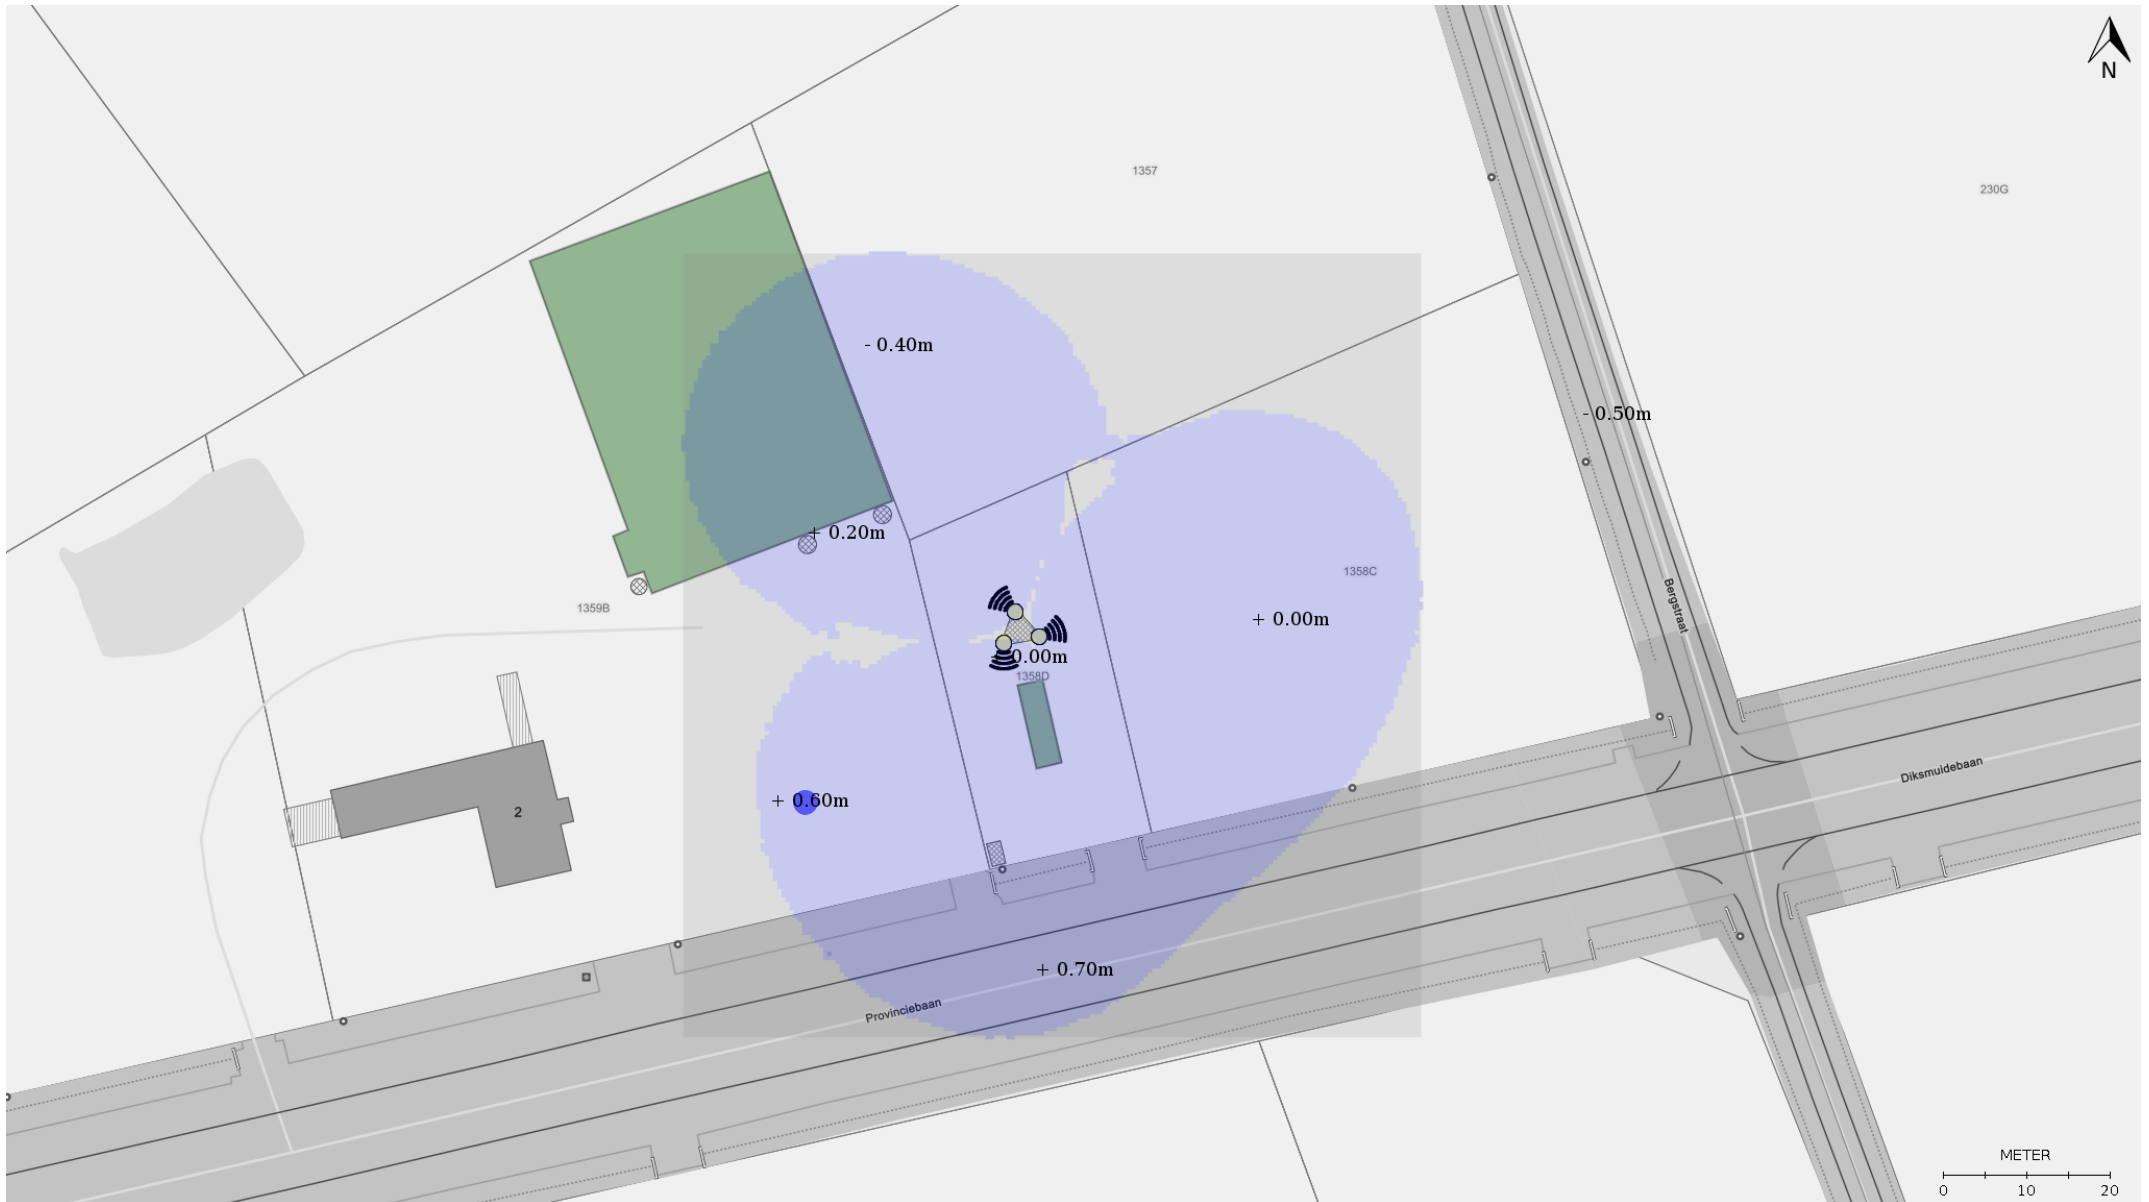 N
1357
230G
- 0.40m
- 0.50m
+ 0.20m
1358C
1359B
Bergstraat
+ 0.00m
0.00m
1358D
Diksmuidebaan
+ 0.60m
2
+ 0.70m
Provinciebaan
METER
0 10 20